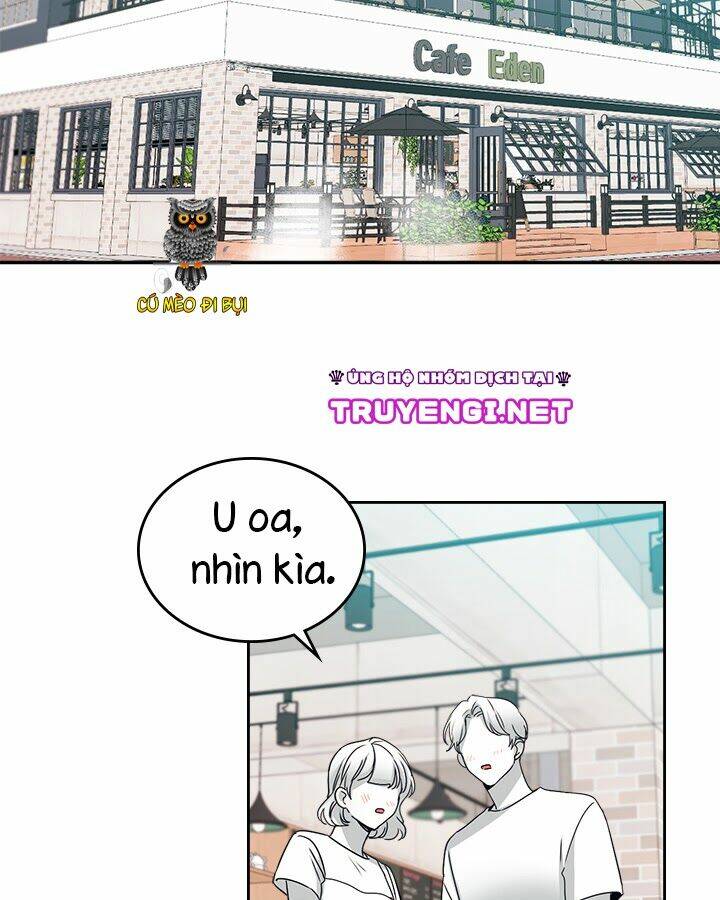 Cafe Eden
CÚ MÈO ĐI BỤI
ỦNG HỘ NHÓM DỊCH TẠI
TRUYENGI.NET
U oa,
nhìn kìa.